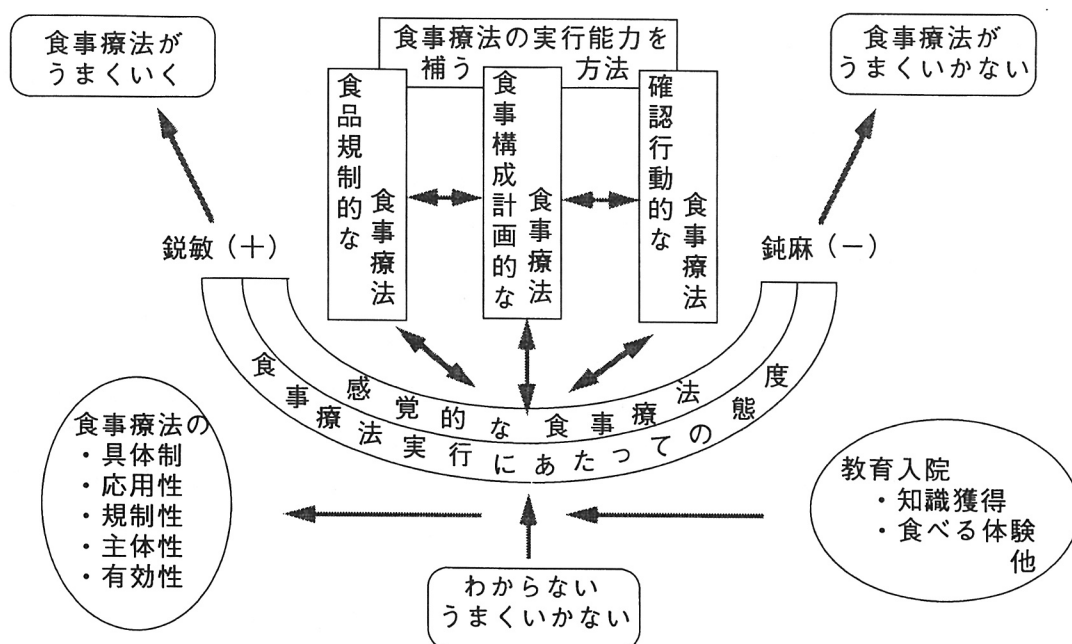 食事療法が
うまくいく
食事療法の実行能力を
補う 方法
食事療法が
うまくいかない
食品規制的な
食事療法
食事構成計画的な
食事療法
確認行動的な
食事療法
鋭敏（＋）
鈍麻（－）
感覚的な食事療法
食事療法実行にあたっての態度
食事療法の
・具体制
・応用性
・規制性
・主体性
・有効性
教育入院
・知識獲得
・食べる体験
他
わからない
うまくいかない